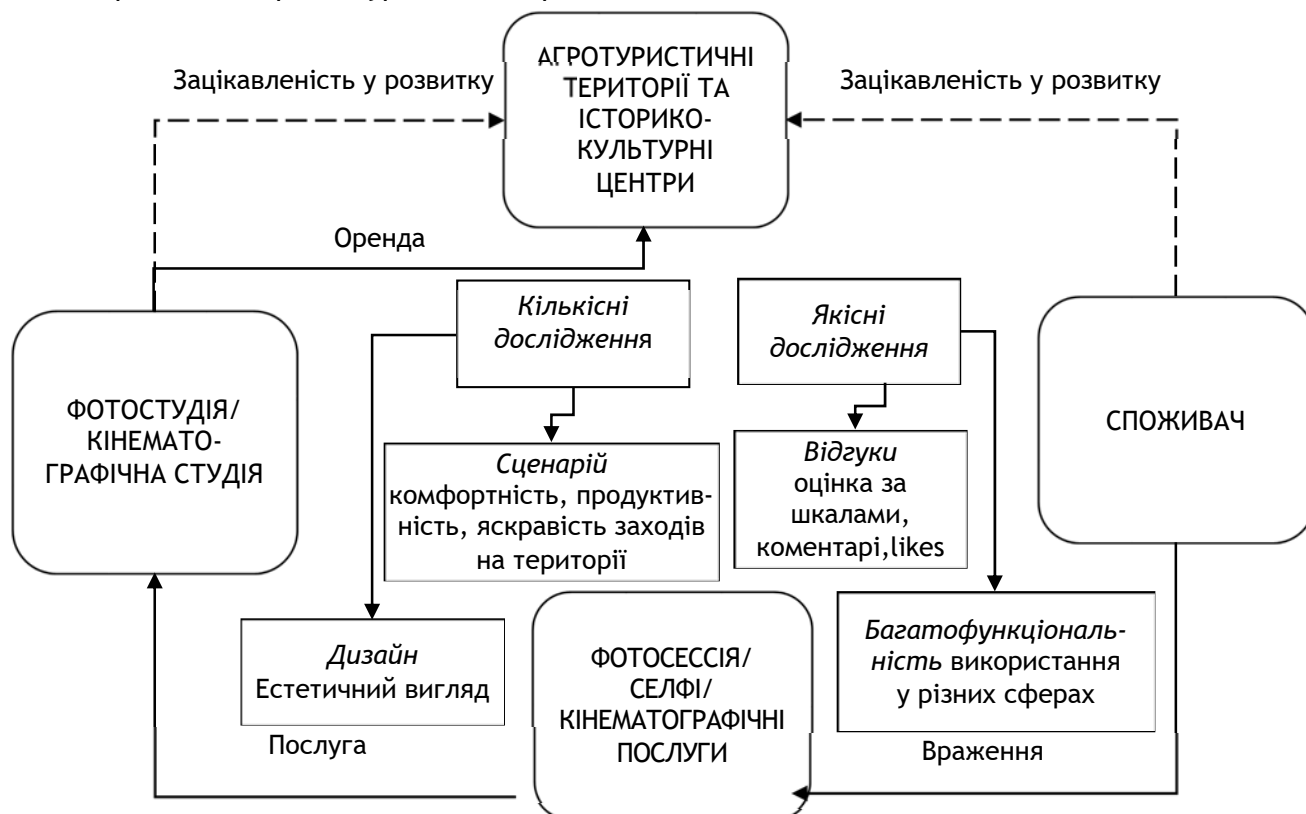 АГРОТУРИСТИЧНІ
ТЕРИТОРІЇ ТА
ІСТОРИКО-
КУЛЬТУРНІ
ЦЕНТРИ
Зацікавленість у розвитку
Зацікавленість у розвитку
Оренда
Кількісні
дослідження
Якісні
дослідження
ФОТОСТУДІЯ/
КІНЕМАТО-
ГРАФІЧНА СТУДІЯ
СПОЖИВАЧ
Сценарій
комфортність, продуктив-
ність, яскравість заходів
на території
Відгуки
оцінка за
шкалами,
коментарі,likes
Дизайн
Естетичний вигляд
ФОТОСЕССІЯ/
СЕЛФІ/
КІНЕМАТОГРАФІЧНІ
ПОСЛУГИ
Багатофункціональ-
ність використання
у різних сферах
Послуга
Враження